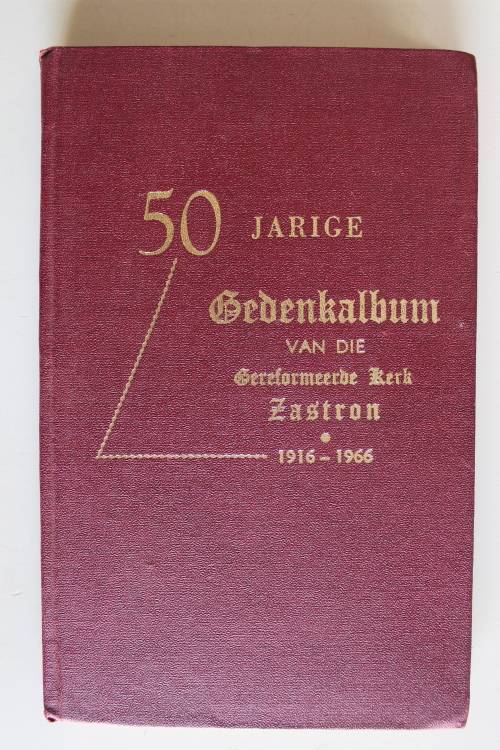 50 JARIGE
Gedenkalbum
VAN DIE
Gereformeerde Kerk
Zastron
1916 – 1966